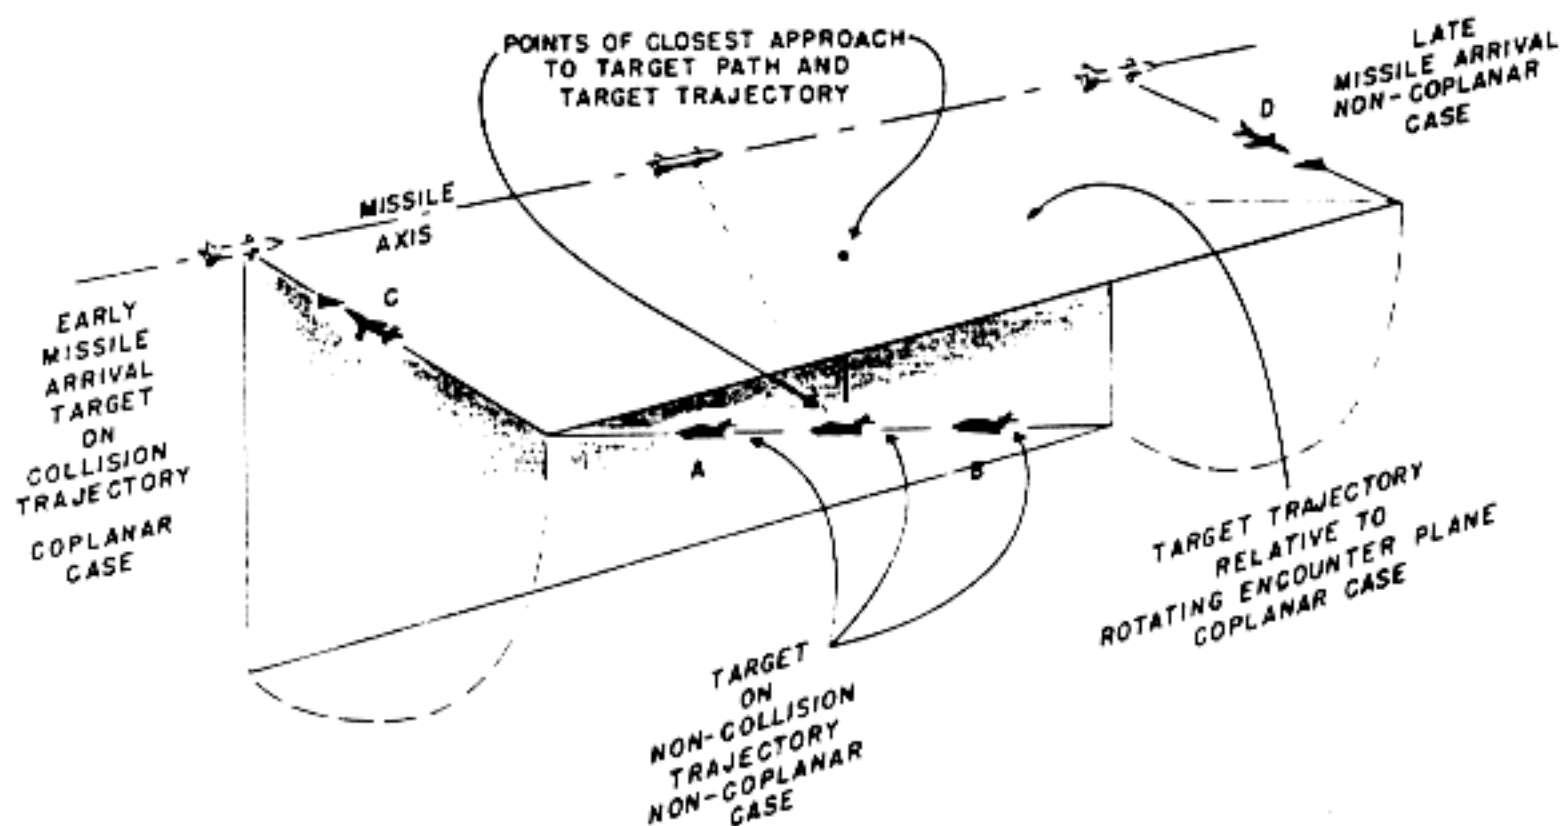 POINTS OF CLOSEST APPROACH
TO TARGET PATH AND
TARGET TRAJECTORY
LATE
MISSILE ARRIVAL
NON-COPLANAR
CASE
D
MISSILE
AXIS
C
EARLY
MISSILE
ARRIVAL
TARGET
ON
COLLISION
TRAJECTORY
COPLANAR
CASE
A
B
TARGET TRAJECTORY
RELATIVE TO
ROTATING ENCOUNTER PLANE
COPLANAR CASE
TARGET
ON
NON-COLLISION
TRAJECTORY
NON-COPLANAR
CASE